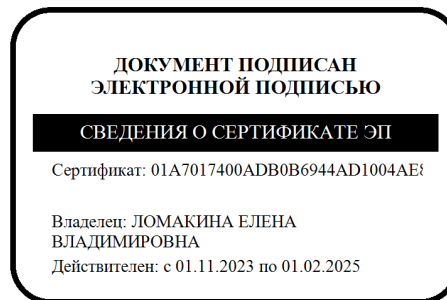 ДОКУМЕНТ ПОДПИСАН
ЭЛЕКТРОННОЙ ПОДПИСЬЮ
СВЕДЕНИЯ О СЕРТИФИКАТЕ ЭП
Сертификат: 01A7017400ADB0B6944AD1004AE8
Владелец: ЛОМАКИНА ЕЛЕНА
ВЛАДИМИРОВНА
Действителен: с 01.11.2023 по 01.02.2025